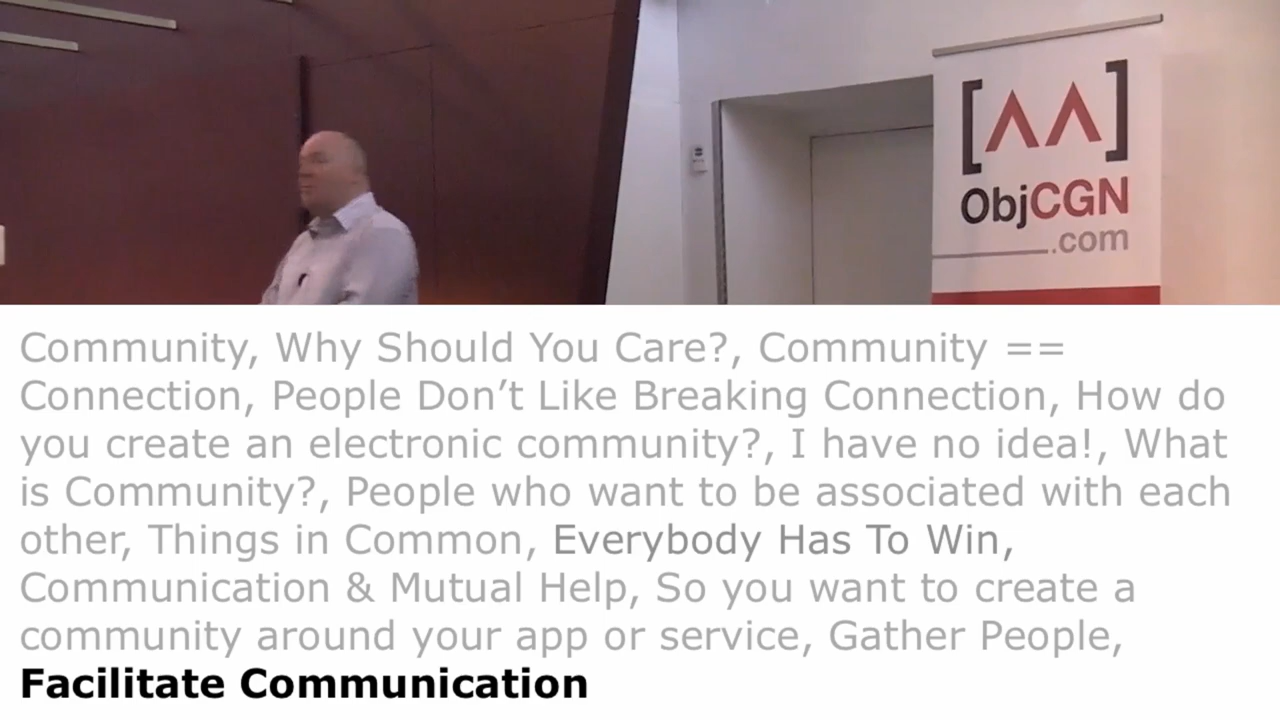 [^^]
ObjCGN
.com
Community, Why Should You Care?, Community ==
Connection, People Don’t Like Breaking Connection, How do
you create an electronic community?, I have no idea!, What
is Community?, People who want to be associated with each
other, Things in Common, Everybody Has To Win,
Communication & Mutual Help, So you want to create a
community around your app or service, Gather People,
Facilitate Communication